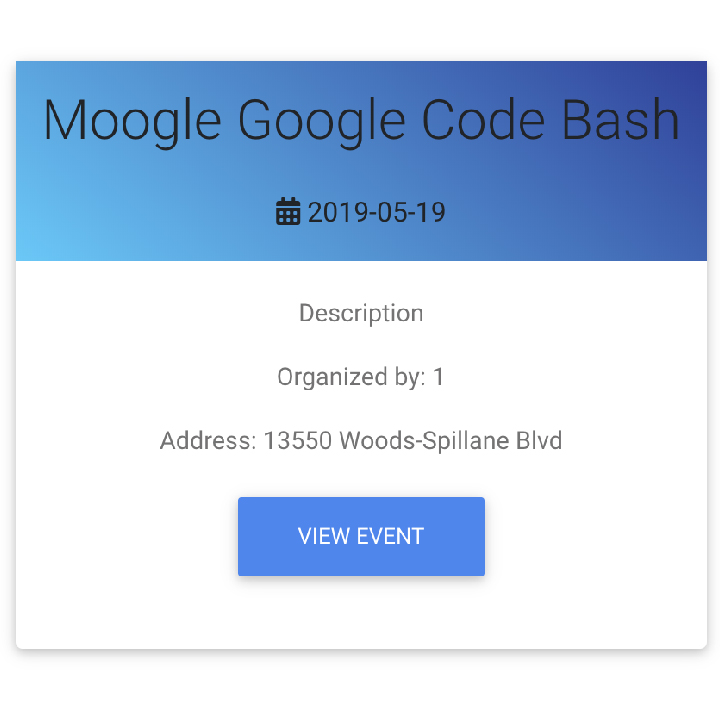 Moogle Google Code Bash
2019-05-19
Description
Organized by: 1
Address: 13550 Woods-Spillane Blvd
VIEW EVENT